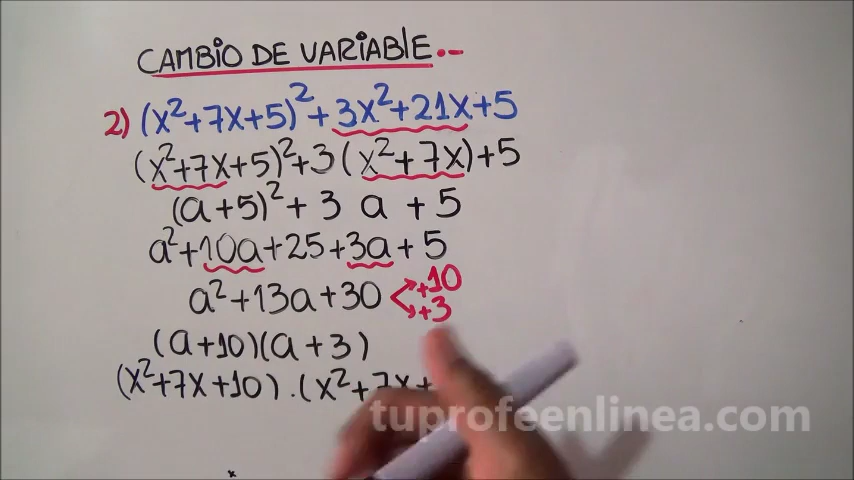 CAMBIO DE VARIABLE.-
2) (x²+7x+5)²+3x²+21x+5
(x²+7x+5)²+3(x²+7x)+5
(a+5)²+3 a +5
a²+10a+25+3a+5
a²+13a+30 +10
+3
(a+10)(a+3)
(x²+7x+10).(x²+7x+
tuprofeenlinea.com